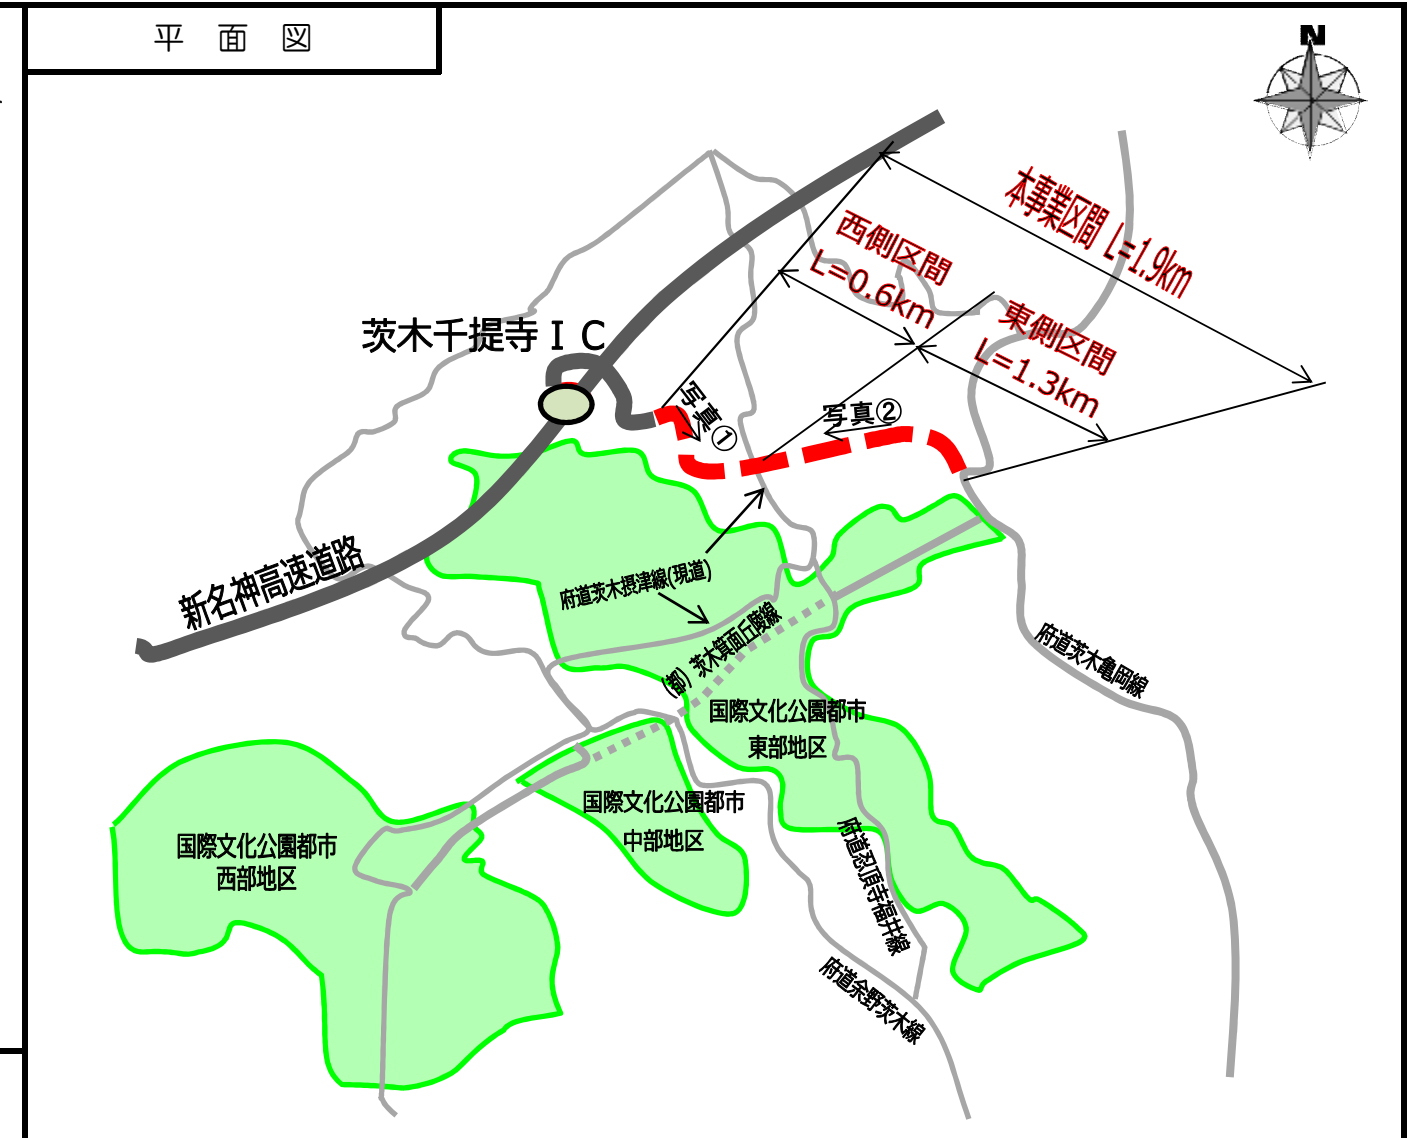 平 面 図
N
本事業区間 L=1.9km
西側区間
L=0.6km
東側区間
L=1.3km
茨木千提寺ＩＣ
写真①
写真②
新名神高速道路
府道茨木摂津線(現道)
(都) 茨木箕面丘陵線
府道茨木亀岡線
国際文化公園都市
東部地区
国際文化公園都市
中部地区
国際文化公園都市
西部地区
府道忍頂寺福井線
府道余野茨木線